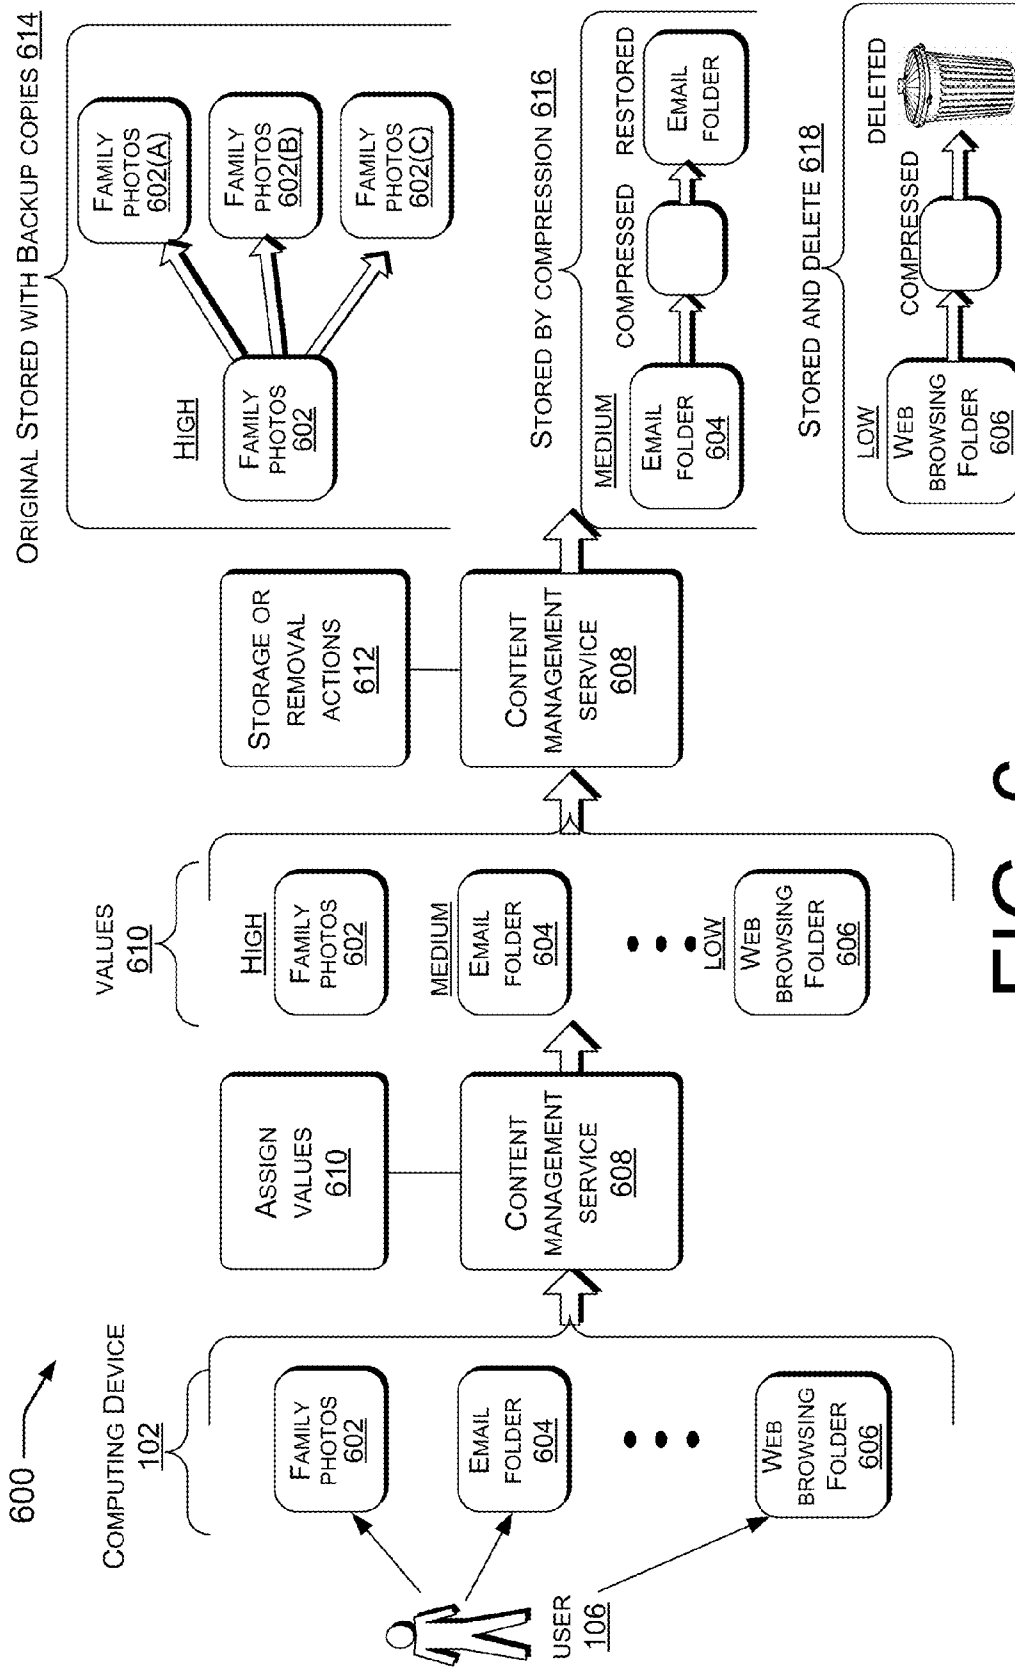 600
COMPUTING DEVICE
102
FAMILY
PHOTOS
602
EMAIL
FOLDER
604
WEB
BROWSING
FOLDER
606
USER
106
ASSIGN
VALUES
610
CONTENT
MANAGEMENT
SERVICE
608
VALUES
610
HIGH
FAMILY
PHOTOS
602
MEDIUM
EMAIL
FOLDER
604
LOW
WEB
BROWSING
FOLDER
606
STORAGE OR
REMOVAL
ACTIONS
612
CONTENT
MANAGEMENT
SERVICE
608
ORIGINAL STORED WITH BACKUP COPIES 614
HIGH
FAMILY
PHOTOS
602
FAMILY
PHOTOS
602(A)
FAMILY
PHOTOS
602(B)
FAMILY
PHOTOS
602(C)
STORED BY COMPRESSION 616
MEDIUM
COMPRESSED
RESTORED
EMAIL
FOLDER
604
EMAIL
FOLDER
STORED AND DELETE 618
LOW
COMPRESSED
DELETED
WEB
BROWSING
FOLDER
606